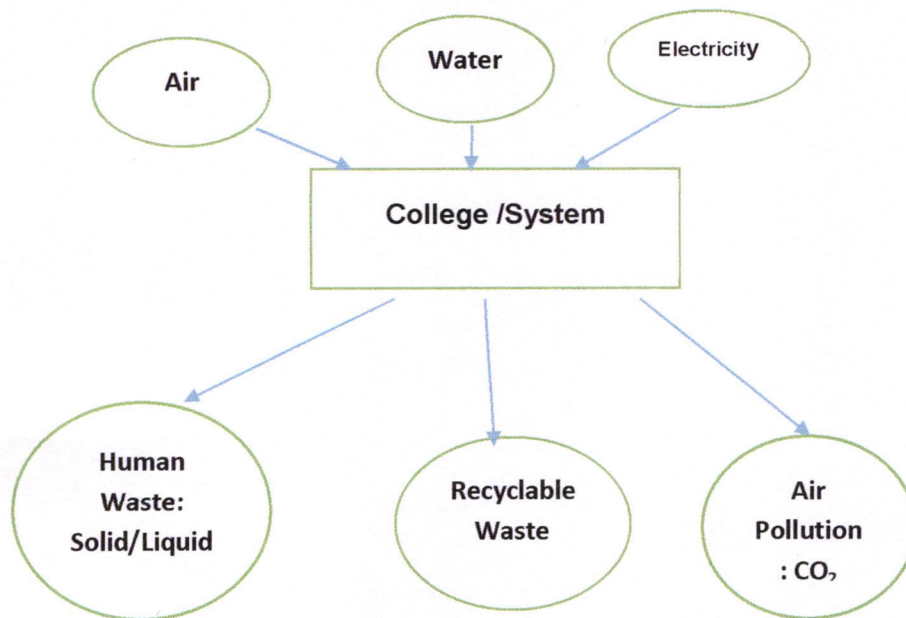 Air
Water
Electricity
College /System
Human
Waste:
Solid/Liquid
Recyclable
Waste
Air
Pollution
: CO₂